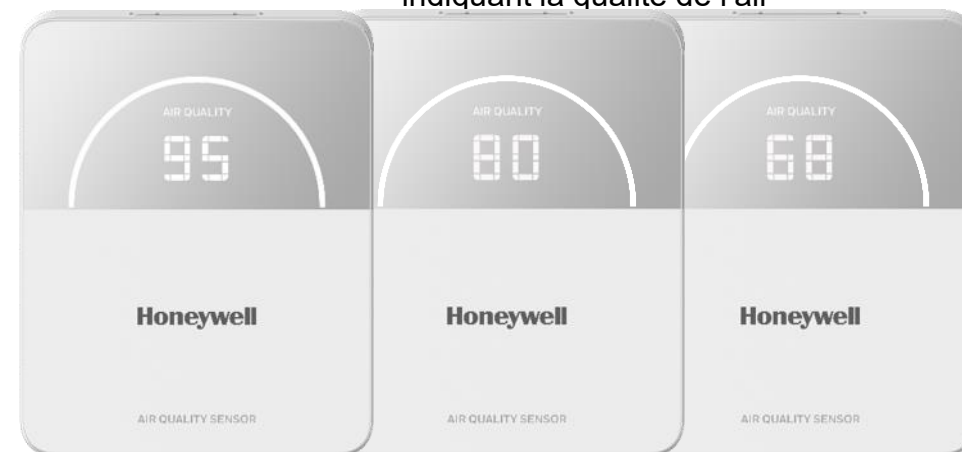 indiquant la qualité de l'air
AIR QUALITY
95
Honeywell
AIR QUALITY SENSOR
AIR QUALITY
80
Honeywell
AIR QUALITY SENSOR
AIR QUALITY
68
Honeywell
AIR QUALITY SENSOR